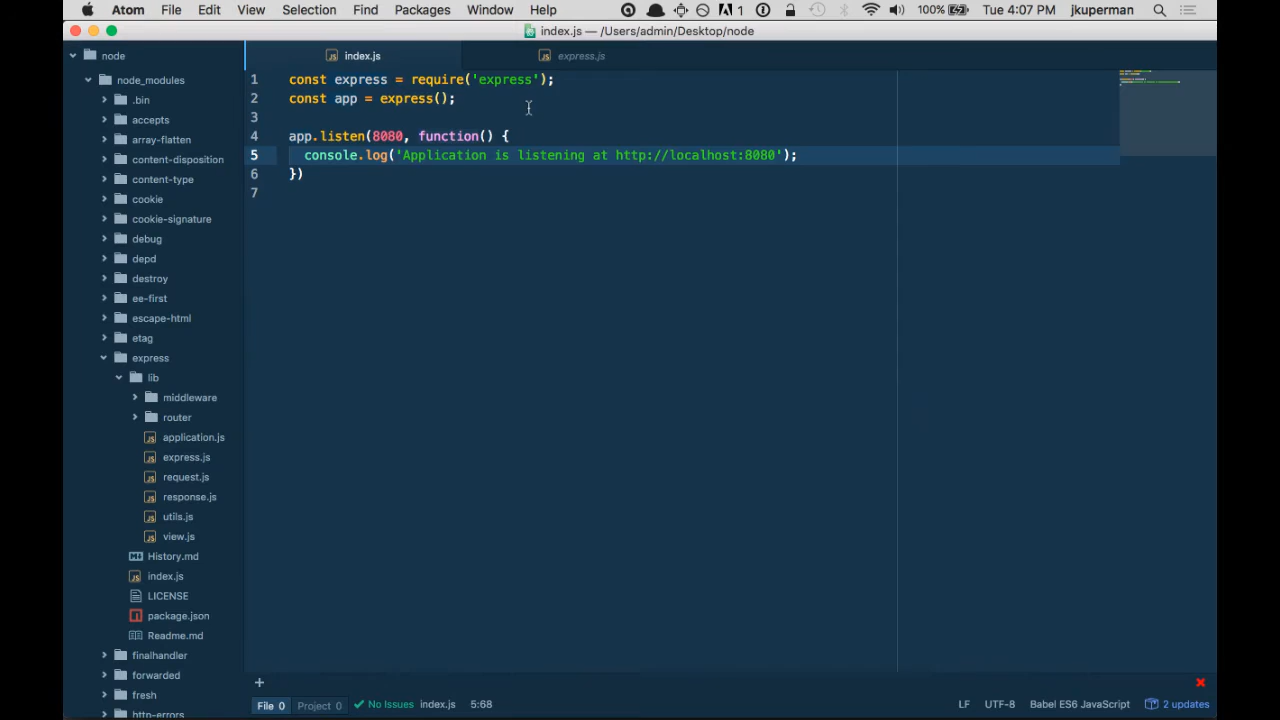 Atom File Edit View Selection Find Packages Window Help 1 100% Tue 4:07 PM jkuperman
index.js — /Users/admin/Desktop/node
node
node_modules
.bin
accepts
array-flatten
content-disposition
content-type
cookie
cookie-signature
debug
depd
destroy
ee-first
escape-html
etag
express
lib
middleware
router
application.js
express.js
request.js
response.js
utils.js
view.js
History.md
index.js
LICENSE
package.json
Readme.md
finalhandler
forwarded
fresh
http-errors
index.js express.js
1 const express = require('express');
2 const app = express();
3
4 app.listen(8080, function() {
5 console.log('Application is listening at http://localhost:8080');
6 })
7
File 0 Project 0 No Issues index.js 5:68 LF UTF-8 Babel ES6 JavaScript 2 updates